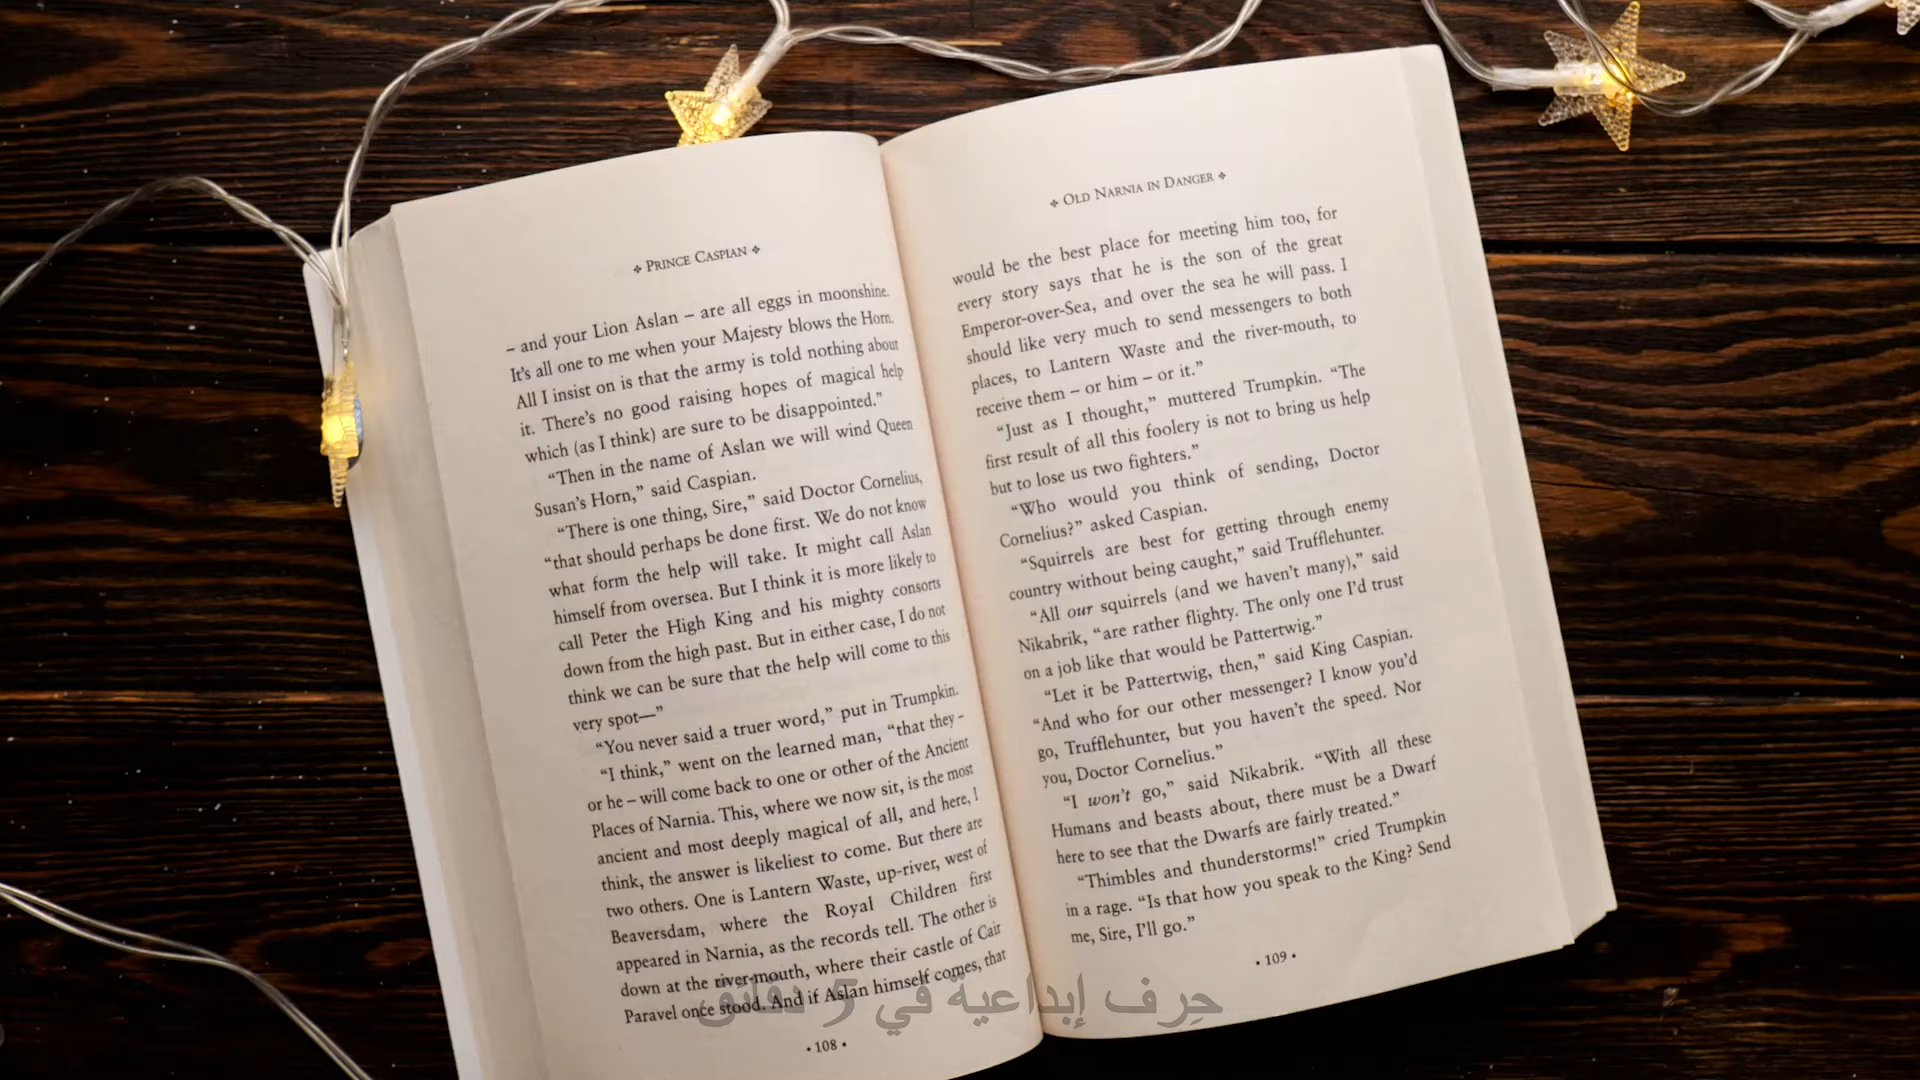 ❖ PRINCE CASPIAN ❖
– and your Lion Aslan – are all eggs in moonshine.
It’s all one to me when your Majesty blows the Horn.
All I insist on is that the army is told nothing about
it. There’s no good raising hopes of magical help
which (as I think) are sure to be disappointed.”
“Then in the name of Aslan we will wind Queen
Susan’s Horn,” said Caspian.
“There is one thing, Sire,” said Doctor Cornelius,
“that should perhaps be done first. We do not know
what form the help will take. It might call Aslan
himself from oversea. But I think it is more likely to
call Peter the High King and his mighty consorts
down from the high past. But in either case, I do not
think we can be sure that the help will come to this
very spot—”
“You never said a truer word,” put in Trumpkin.
“I think,” went on the learned man, “that they –
or he – will come back to one or other of the Ancient
Places of Narnia. This, where we now sit, is the most
ancient and most deeply magical of all, and here, I
think, the answer is likeliest to come. But there are
two others. One is Lantern Waste, up-river, west of
Beaversdam, where the Royal Children first
appeared in Narnia, as the records tell. The other is
down at the river-mouth, where their castle of Cair
Paravel once stood. And if Aslan himself comes, that
• 108 •
❖ OLD NARNIA IN DANGER ❖
would be the best place for meeting him too, for
every story says that he is the son of the great
Emperor-over-Sea, and over the sea he will pass. I
should like very much to send messengers to both
places, to Lantern Waste and the river-mouth, to
receive them – or him – or it.”
“Just as I thought,” muttered Trumpkin. “The
first result of all this foolery is not to bring us help
but to lose us two fighters.”
“Who would you think of sending, Doctor
Cornelius?” asked Caspian.
“Squirrels are best for getting through enemy
country without being caught,” said Trufflehunter.
“All our squirrels (and we haven’t many),” said
Nikabrik, “are rather flighty. The only one I’d trust
on a job like that would be Pattertwig.”
“Let it be Pattertwig, then,” said King Caspian.
“And who for our other messenger? I know you’d
go, Trufflehunter, but you haven’t the speed. Nor
you, Doctor Cornelius.”
“I won’t go,” said Nikabrik. “With all these
Humans and beasts about, there must be a Dwarf
here to see that the Dwarfs are fairly treated.”
“Thimbles and thunderstorms!” cried Trumpkin
in a rage. “Is that how you speak to the King? Send
me, Sire, I’ll go.”
• 109 •
حِرف إبداعية في 5 دقائق